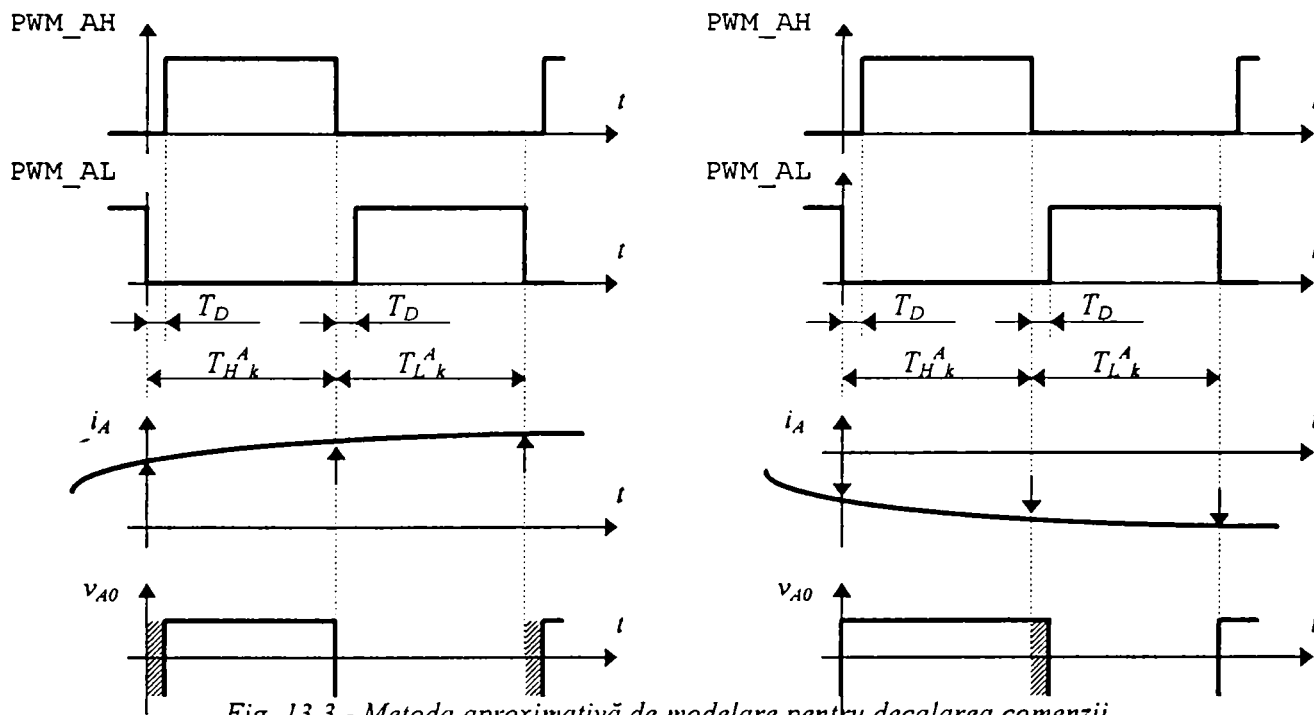 PWM_AH
t
PWM_AL
t
T_D T_D
T_H^A_k T_L^A_k
i_A
t
v_A0
t
PWM_AH
t
PWM_AL
t
T_D T_D
T_H^A_k T_L^A_k
i_A
t
v_A0
t
Fig. 13.3 - Metoda aproximativă de modelare pentru decalarea comenzii